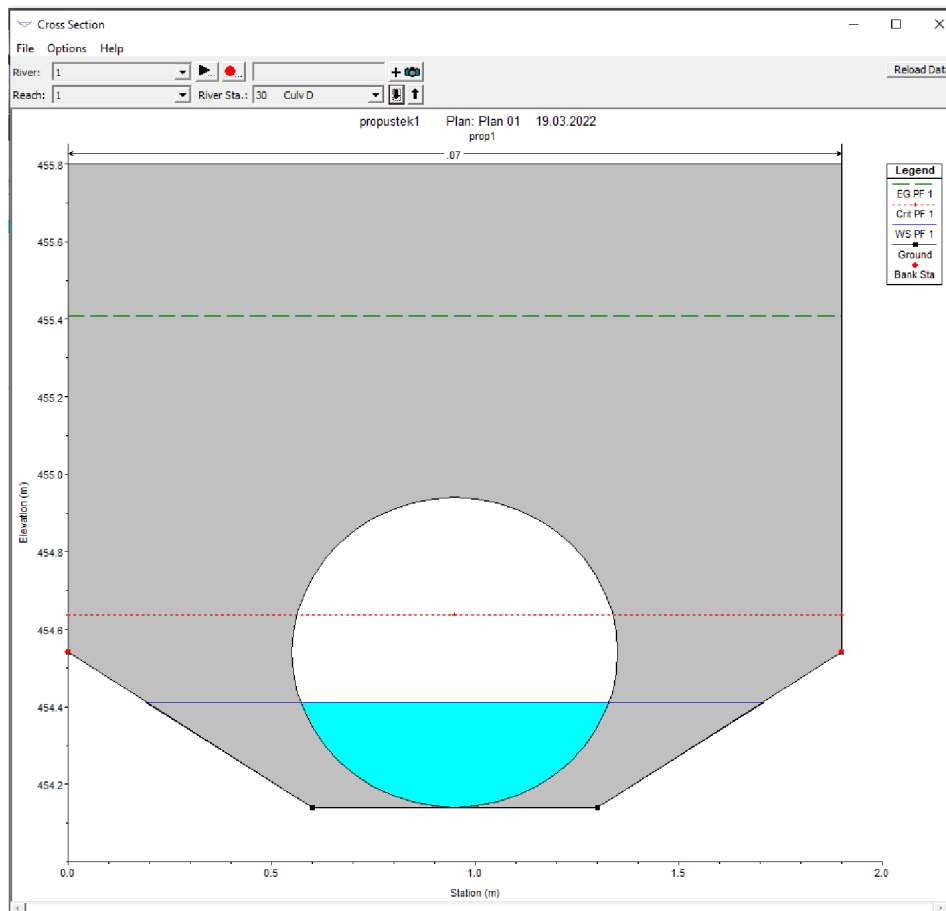 Cross Section
File Options Help
River: 1
Reload Data
Reach: 1 River Sta.: 30 Culv D
propustek1 Plan: Plan 01 19.03.2022
prop1
.07
Legend
EG PF 1
Crit PF 1
WS PF 1
Ground
Bank Sta
455.8
455.6
455.4
455.2
455.0
454.8
454.6
454.4
454.2
Elevation (m)
0.0 0.5 1.0 1.5 2.0
Station (m)